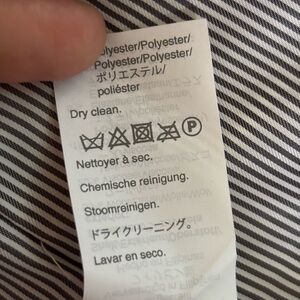 Polyester/Polyester/
Polyester/Polyester/
ポリエステル/
poliéster
Dry clean.
P
Nettoyer à sec.
Chemische reinigung.
Stoomreinigen.
ドライクリーニング。
Lavar en seco.